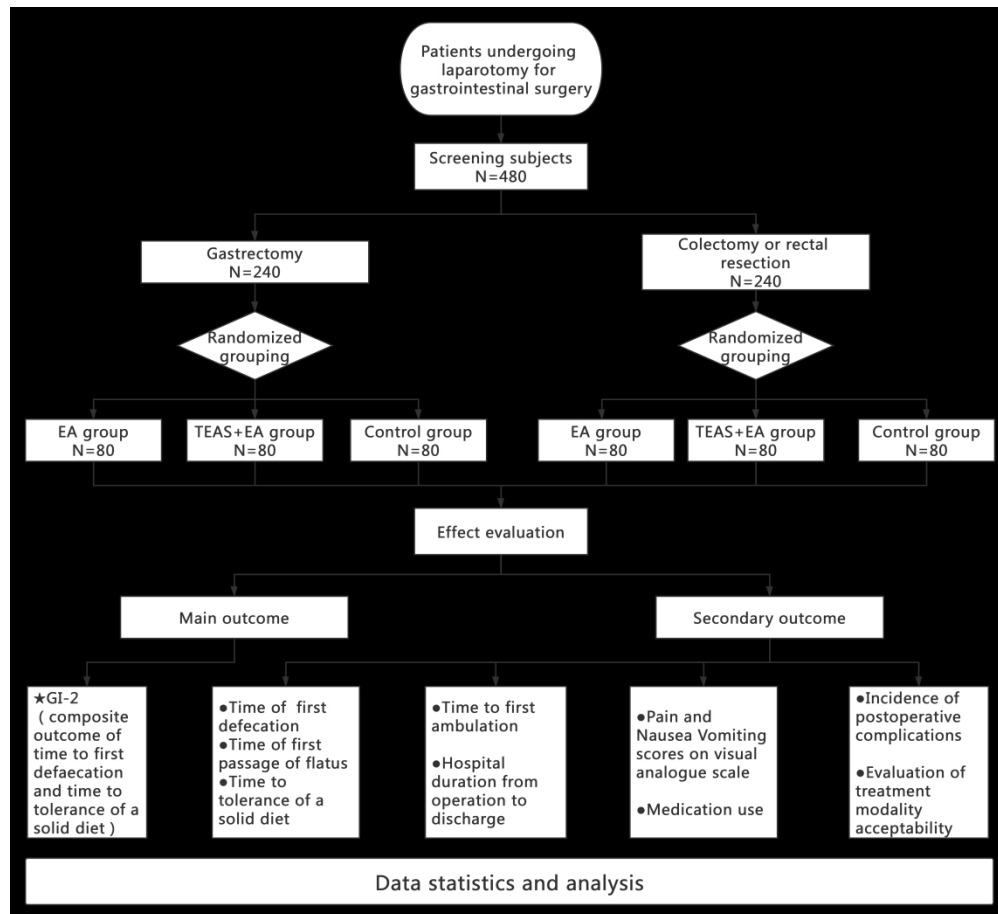 Patients undergoing
laparotomy for
gastrointestinal surgery
Screening subjects
N=480
Gastrectomy
N=240
Colectomy or rectal
resection
N=240
Randomized
grouping
Randomized
grouping
EA group
N=80
TEAS+EA group
N=80
Control group
N=80
EA group
N=80
TEAS+EA group
N=80
Control group
N=80
Effect evaluation
Main outcome
Secondary outcome
★GI-2
( composite
outcome of
time to first
defaecation
and time to
tolerance of a
solid diet )
●Time of first
defecation
●Time of first
passage of flatus
●Time to
tolerance of a
solid diet
●Time to first
ambulation
●Hospital
duration from
operation to
discharge
●Pain and
Nausea Vomiting
scores on visual
analogue scale
●Medication use
●Incidence of
postoperative
complications
●Evaluation of
treatment
modality
acceptability
Data statistics and analysis